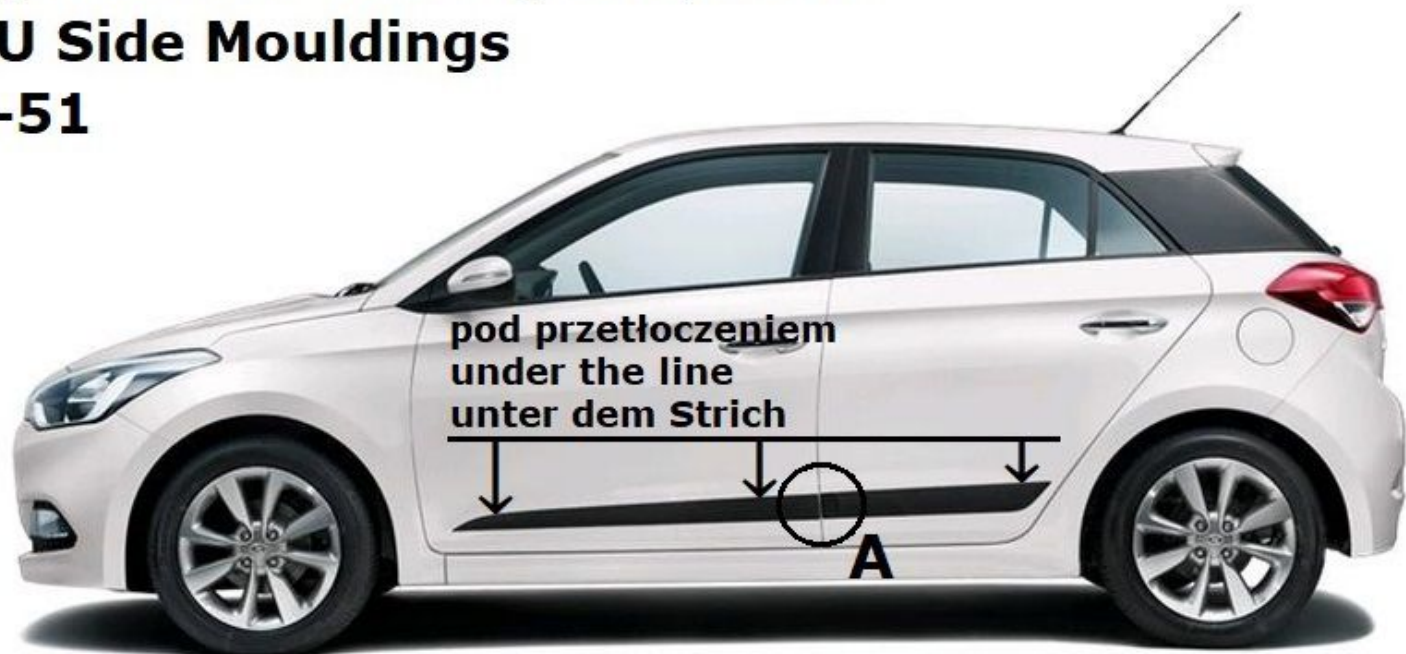 U Side Mouldings
-51
pod przetłoczeniem
under the line
unter dem Strich
A